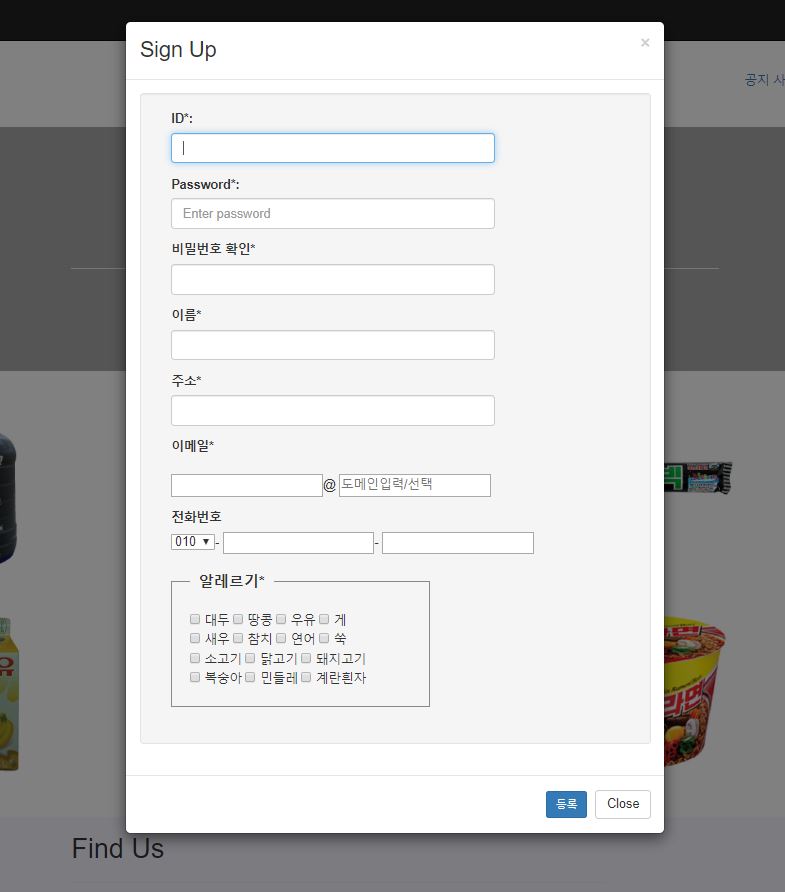 Sign Up
×
공지 사
ID*:
Password*:
Enter password
비밀번호 확인*
이름*
주소*
이메일*
@ 도메인입력/선택
전화번호
010 - -
알레르기*
대두 땅콩 우유 게
새우 참치 연어 쑥
소고기 닭고기 돼지고기
복숭아 민들레 계란흰자
라면
등록 Close
Find Us